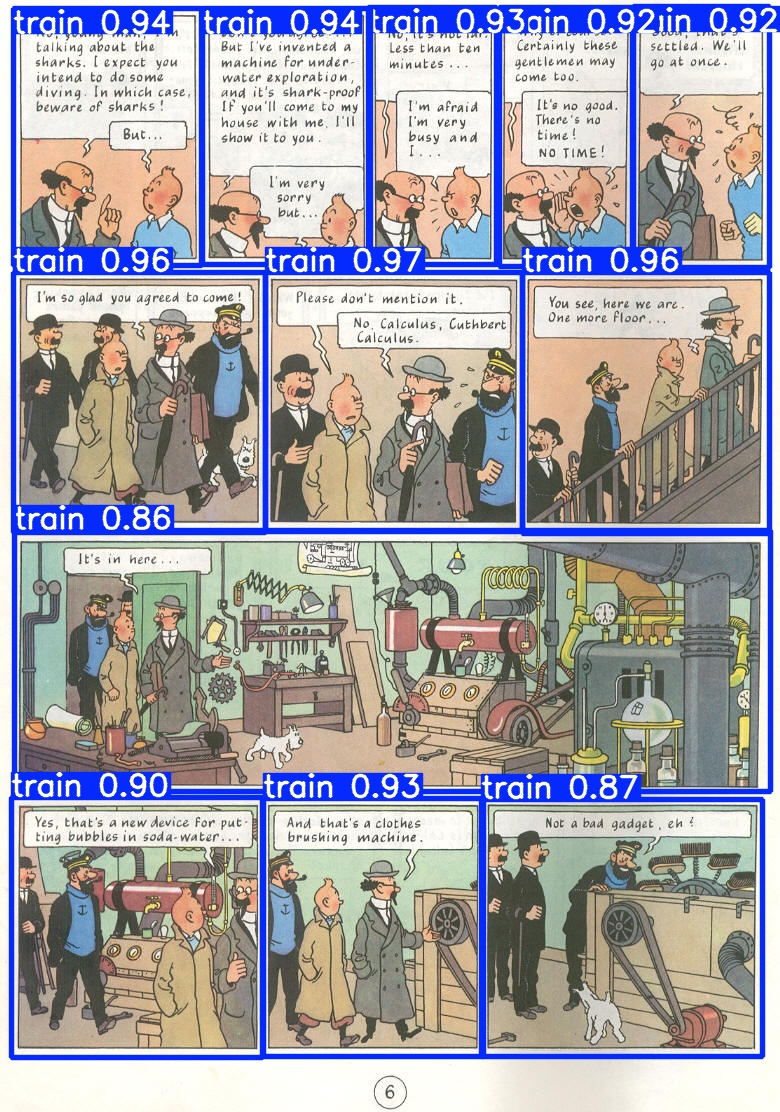 train 0.94
train 0.94
train 0.93
ain 0.92
in 0.92
talking about the
sharks. I expect you
intend to do some
diving. In which case,
beware of sharks!
But...
But I've invented a
machine for under-
water exploration,
and it's shark-proof
If you'll come to my
house with me, I'll
show it to you.
I'm very
sorry
but...
No, it's not far.
Less than ten
minutes...
I'm afraid
I'm very
busy and
I...
Certainly these
gentlemen may
come too.
It's no good.
There's no
time!
NO TIME!
Good, that's
settled. We'll
go at once.
train 0.96
train 0.97
train 0.96
I'm so glad you agreed to come!
Please don't mention it.
No, Calculus, Cuthbert
Calculus.
You see, here we are.
One more floor...
train 0.86
It's in here...
train 0.90
train 0.93
train 0.87
Yes, that's a new device for put-
ting bubbles in soda-water...
And that's a clothes
brushing machine.
Not a bad gadget, eh?
6